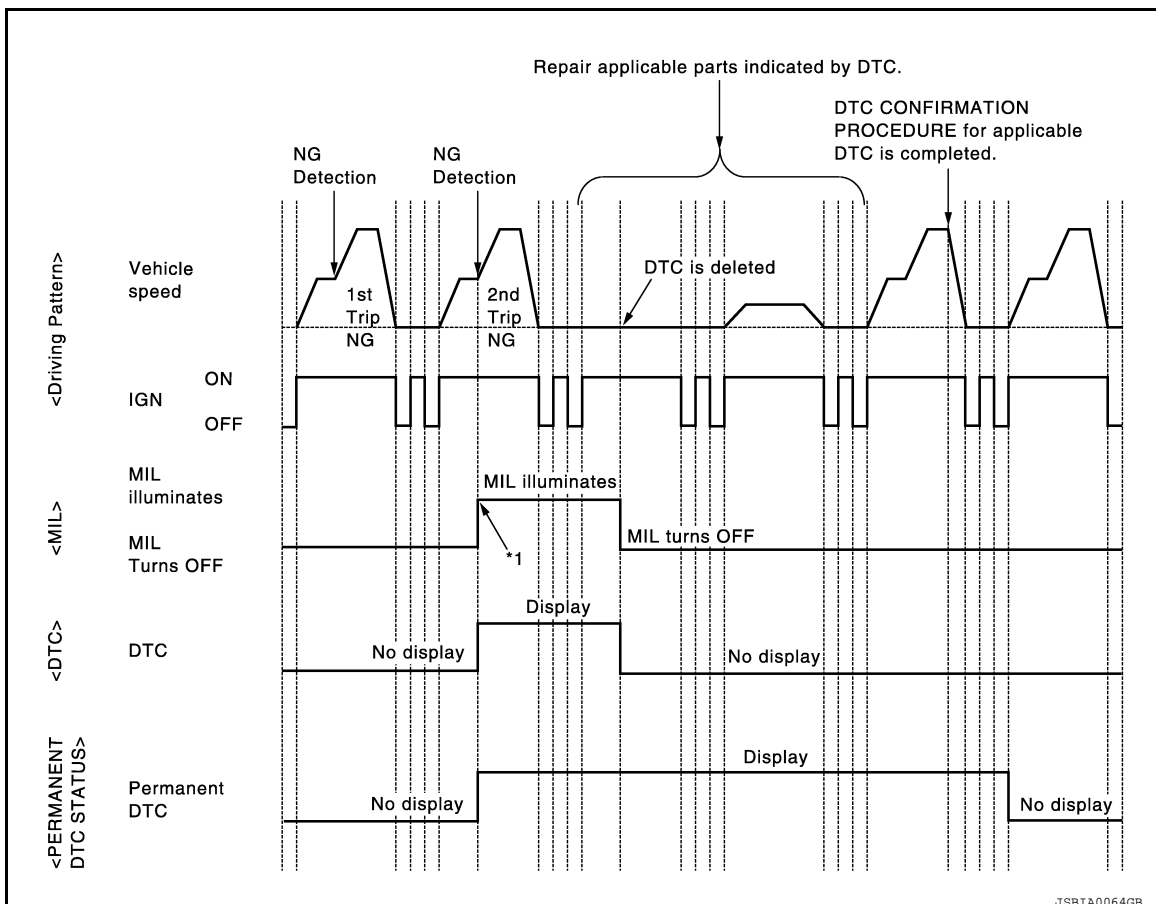 Repair applicable parts indicated by DTC.
DTC CONFIRMATION
PROCEDURE for applicable
DTC is completed.
NG
Detection
NG
Detection
<Driving Pattern>
Vehicle
speed
1st
Trip
NG
2nd
Trip
NG
DTC is deleted
IGN
ON
OFF
<MIL>
MIL
illuminates
MIL
Turns OFF
MIL illuminates
*1
MIL turns OFF
<DTC>
DTC
No display
Display
No display
<PERMANENT
DTC STATUS>
Permanent
DTC
No display
Display
No display
JSBIA0064GB